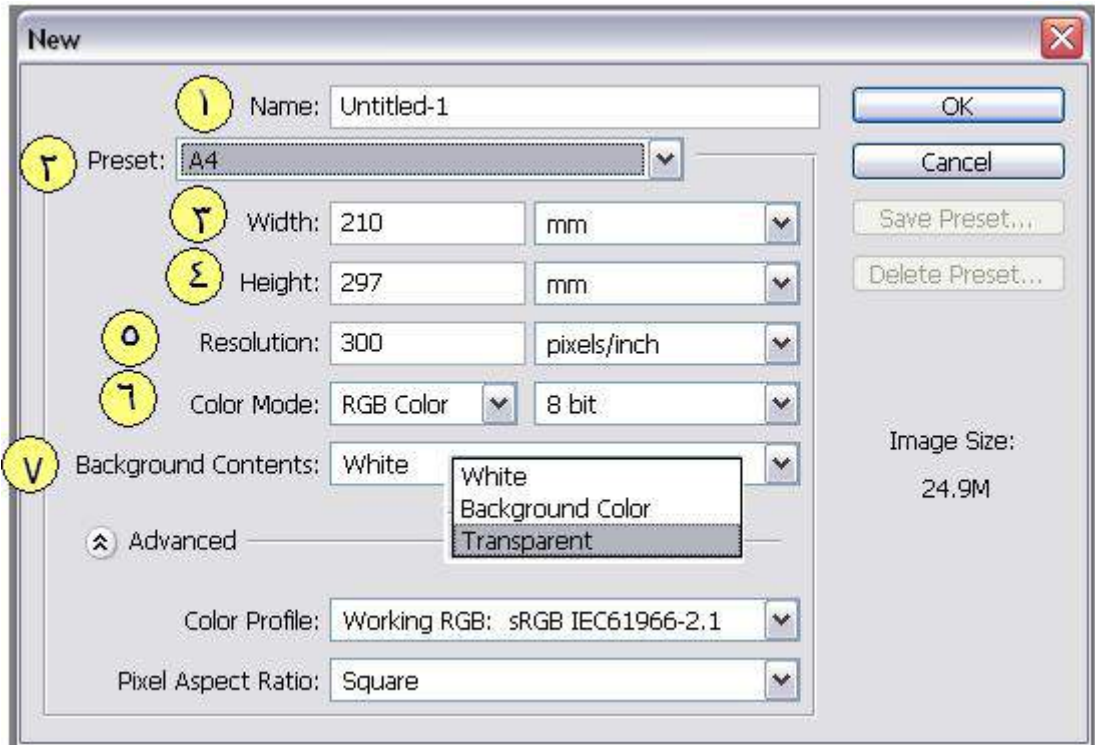 New
١ Name: Untitled-1 OK
٢ Preset: A4 Cancel
٣ Width: 210 mm Save Preset...
٤ Height: 297 mm Delete Preset...
٥ Resolution: 300 pixels/inch
٦ Color Mode: RGB Color 8 bit
٧ Background Contents: White
White
Background Color
Transparent
Image Size:
24.9M
Advanced
Color Profile: Working RGB: sRGB IEC61966-2.1
Pixel Aspect Ratio: Square